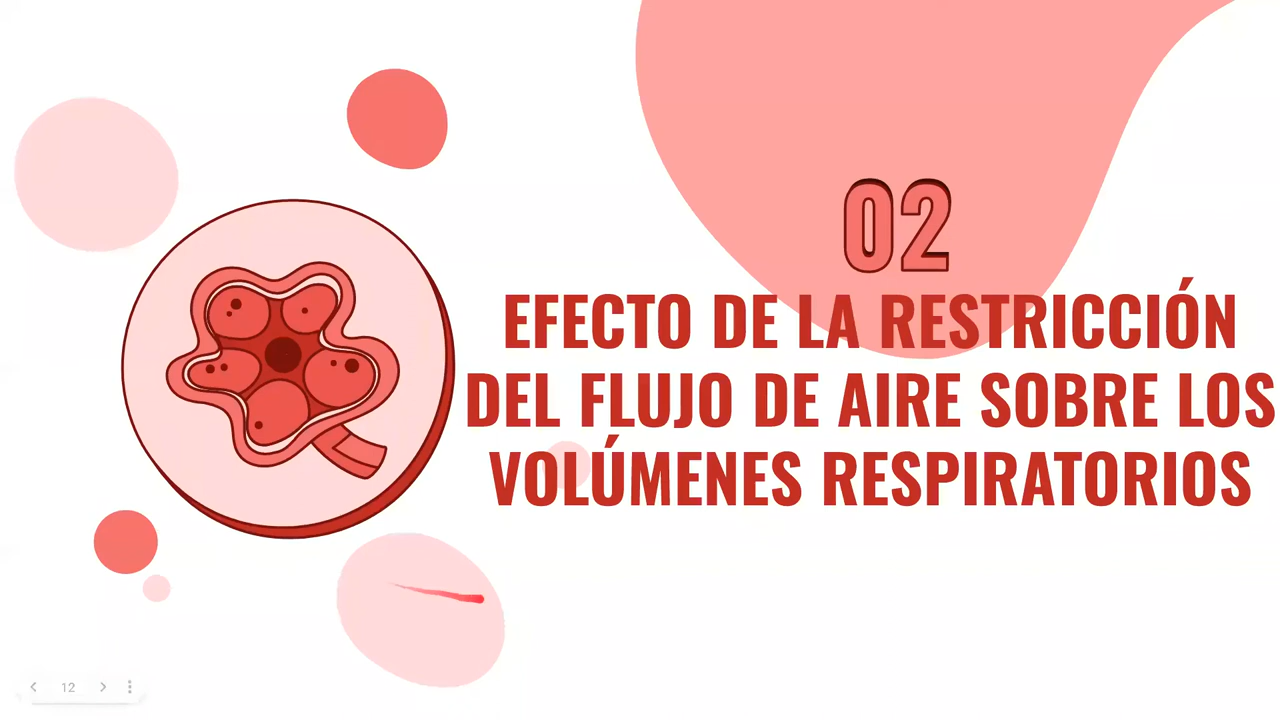 02
EFECTO DE LA RESTRICCIÓN
DEL FLUJO DE AIRE SOBRE LOS
VOLÚMENES RESPIRATORIOS
12